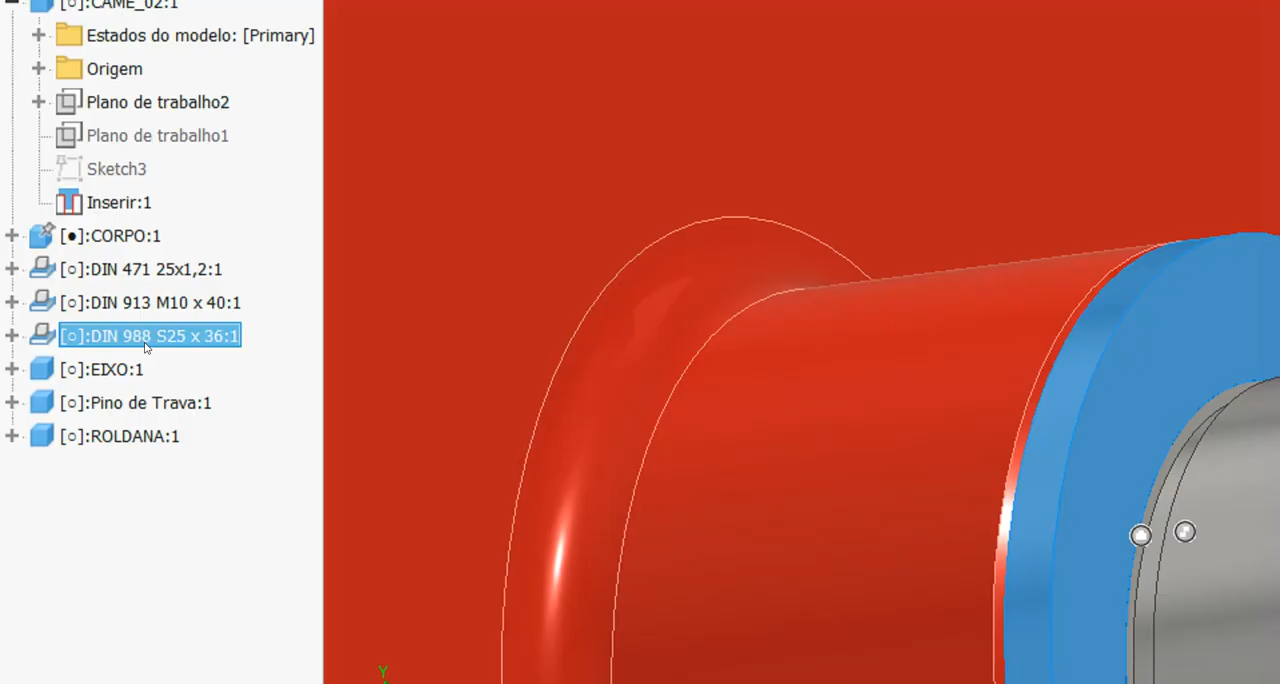 [○]:CAME_02:1
Estados do modelo: [Primary]
Origem
Plano de trabalho2
Plano de trabalho1
Sketch3
Inserir:1
[●]:CORPO:1
[○]:DIN 471 25x1,2:1
[○]:DIN 913 M10 x 40:1
[○]:DIN 988 S25 x 36:1
[○]:EIXO:1
[○]:Pino de Trava:1
[○]:ROLDANA:1
Y